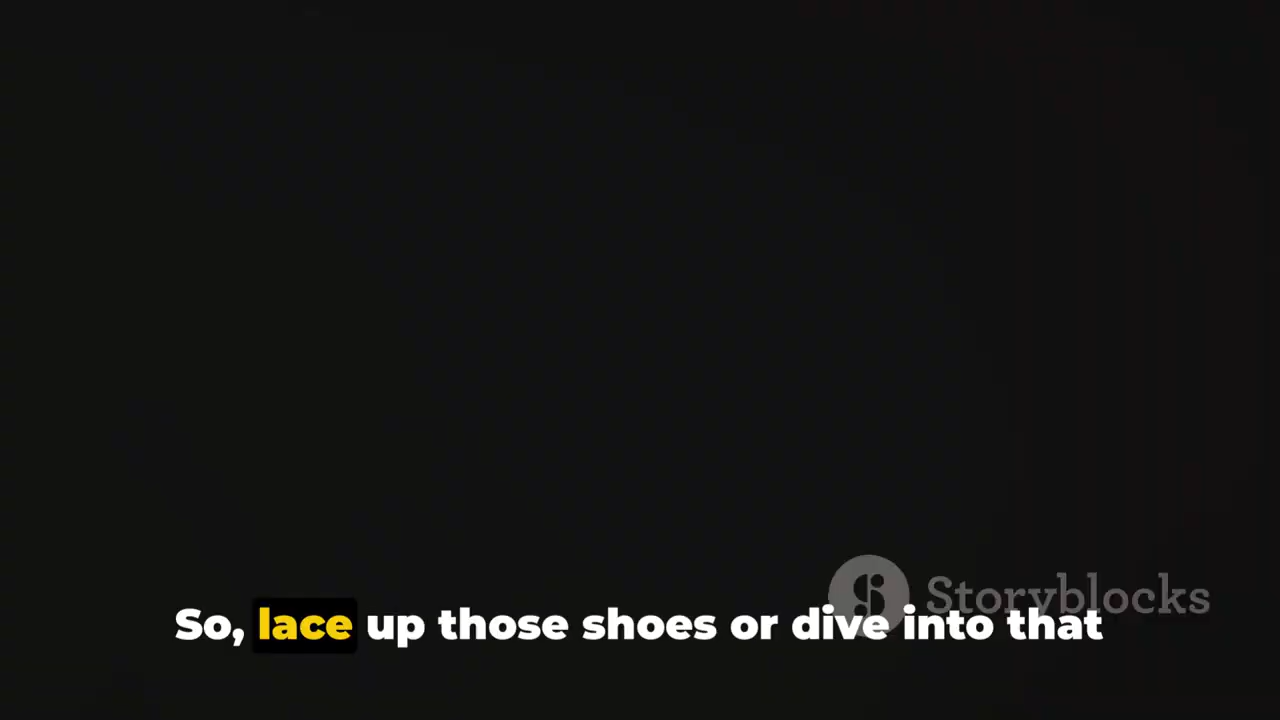 Storyblocks
So, lace up those shoes or dive into that